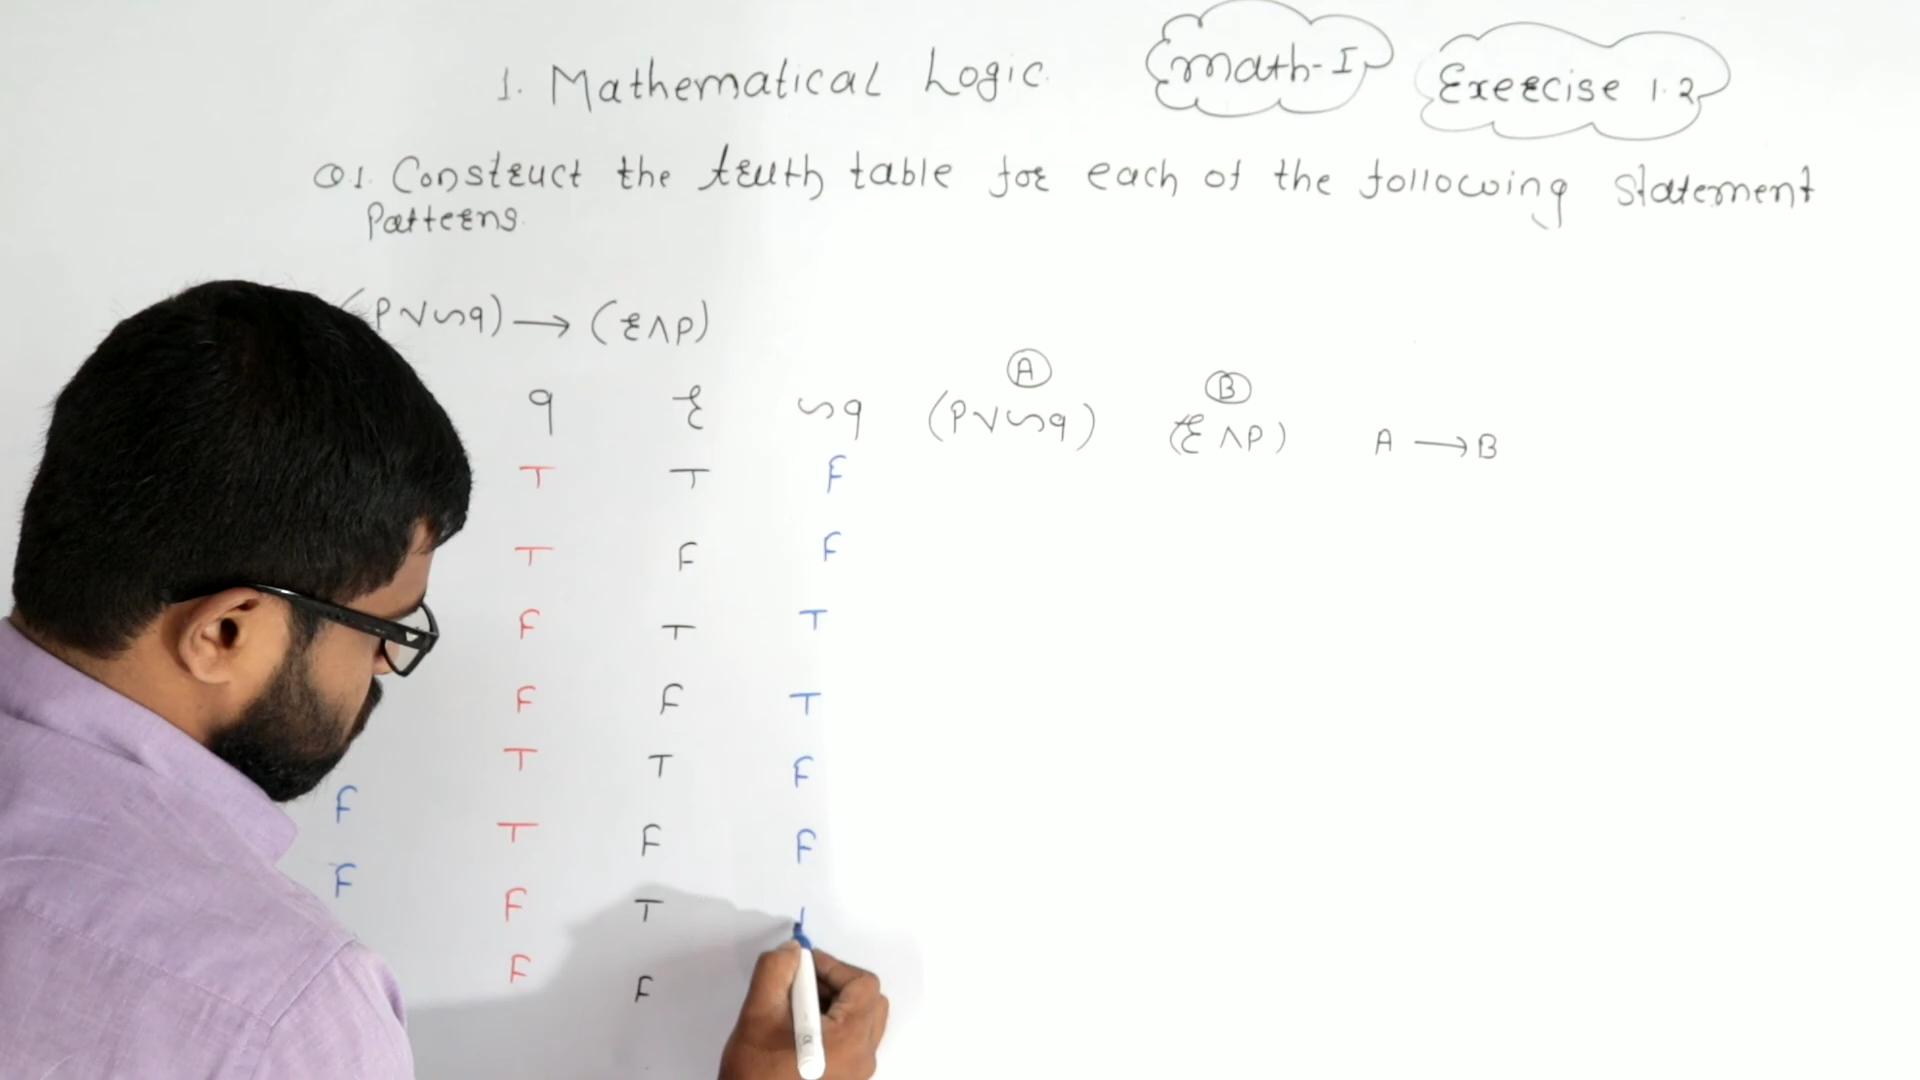 1. Mathematical Logic
Math-I
Exercise 1.2
Q1. Construct the truth table for each of the following statement
patterns.
(p∨∼q) → (r∧p)
A
B
q r ∼q (p∨∼q) (r∧p) A → B
T T F
T F F
F T T
F F T
T T F
F T F F
F F T
F F